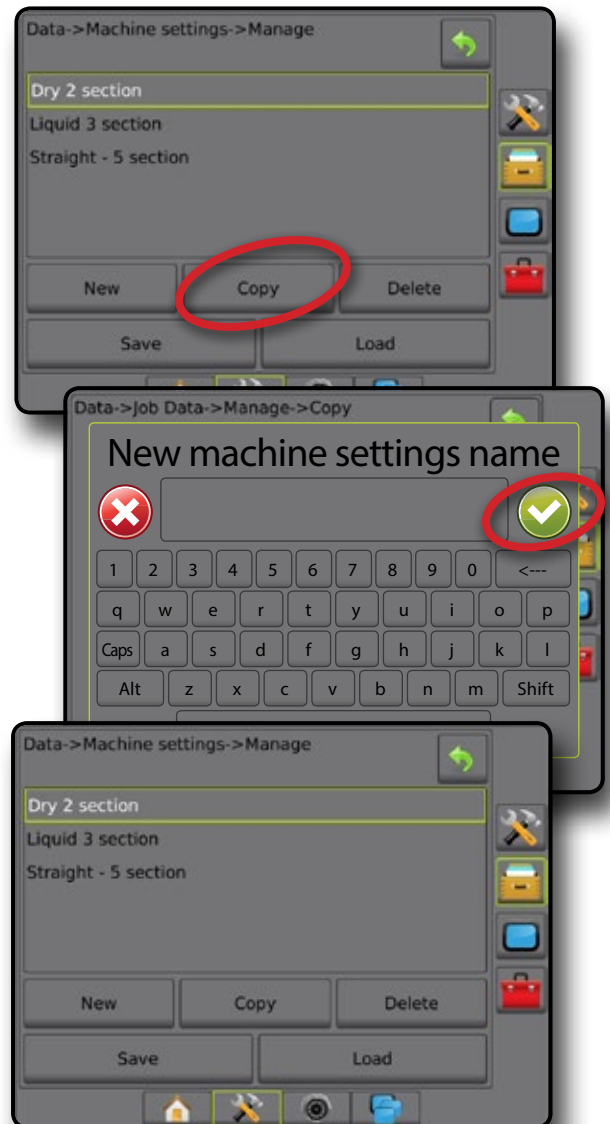 Data->Machine settings->Manage
Dry 2 section
Liquid 3 section
Straight - 5 section
New Copy Delete
Save Load
Data->Job Data->Manage->Copy
New machine settings name
1 2 3 4 5 6 7 8 9 0 <---
q w e r t y u i o p
Caps a s d f g h j k l
Alt z x c v b n m Shift
Data->Machine settings->Manage
Dry 2 section
Liquid 3 section
Straight - 5 section
New Copy Delete
Save Load